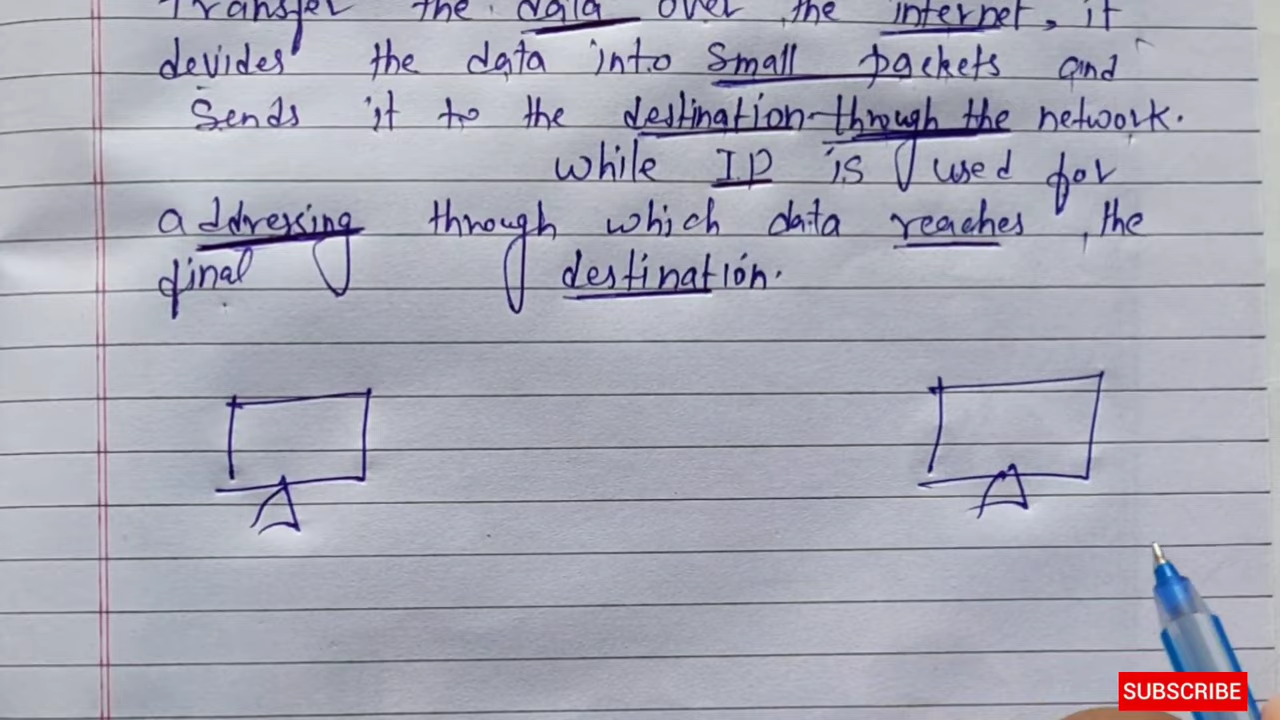 Transfer the data over the internet, it
devides the data into small packets and
Sends it to the destination through the network.
while IP is used for
addressing through which data reaches the
final destination.
SUBSCRIBE